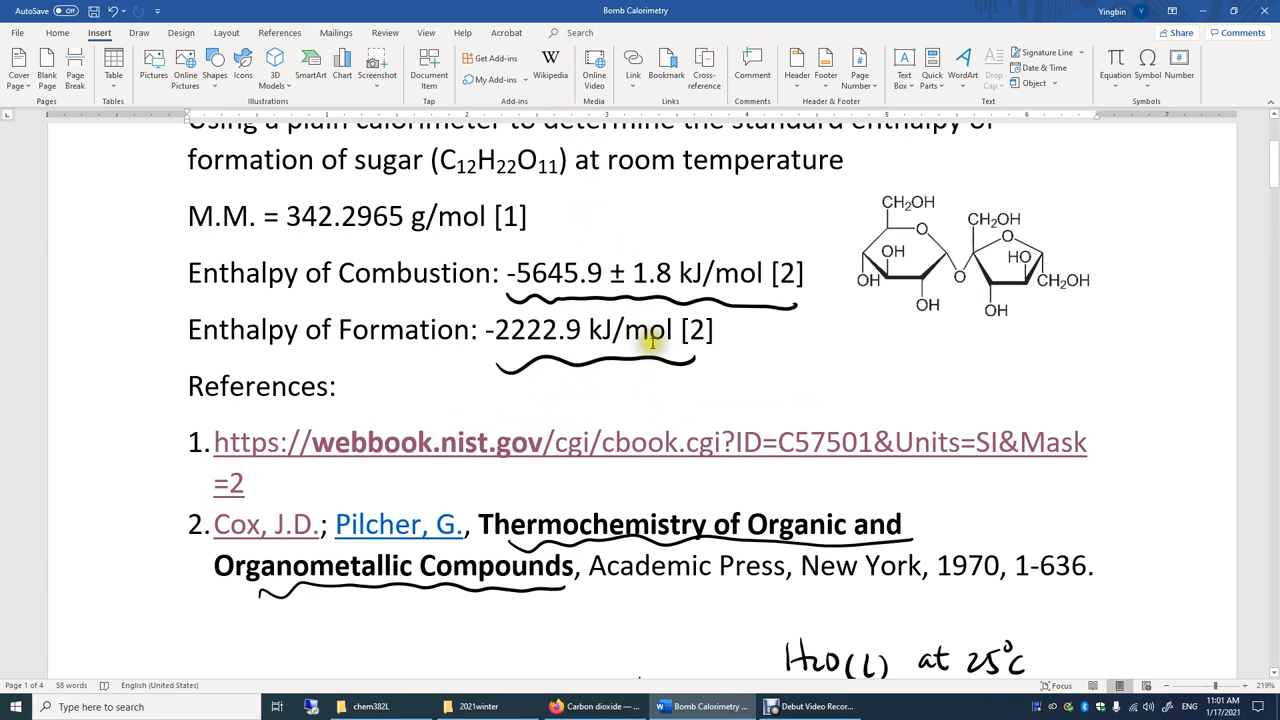 AutoSave Off
Bomb Calorimetry
Yingbin Y
File Home Insert Draw Design Layout References Mailings Review View Help Acrobat Search Share Comments
Cover Page Blank Page Page Break
Table
Pictures Online Pictures Shapes Icons 3D Models SmartArt Chart Screenshot
Document Item
Get Add-ins
My Add-ins
Wikipedia
Online Video
Link Bookmark Cross-reference
Comment
Header Footer Page Number
Text Box Quick Parts WordArt Drop Cap
Signature Line
Date & Time
Object
Equation Symbol Number
Pages Tables Illustrations Tap Add-ins Media Links Comments Header & Footer Text Symbols
1 1 2 3 4 5 6 7
Using a plain calorimeter to determine the standard enthalpy of
formation of sugar (C12H22O11) at room temperature
M.M. = 342.2965 g/mol [1]
Enthalpy of Combustion: -5645.9 ± 1.8 kJ/mol [2]
Enthalpy of Formation: -2222.9 kJ/mol [2]
CH₂OH
O
OH
OH
OH
O
CH₂OH
O
HO
CH₂OH
OH
References:
1. https://webbook.nist.gov/cgi/cbook.cgi?ID=C57501&Units=SI&Mask
=2
2. Cox, J.D.; Pilcher, G., Thermochemistry of Organic and
Organometallic Compounds, Academic Press, New York, 1970, 1-636.
H2O(l) at 25°C
Page 1 of 4 58 words English (United States) Focus 219%
Type here to search
chem382L
2021winter
Carbon dioxide — ...
Bomb Calorimetry ...
Debut Video Recor...
11:01 AM
1/17/2021